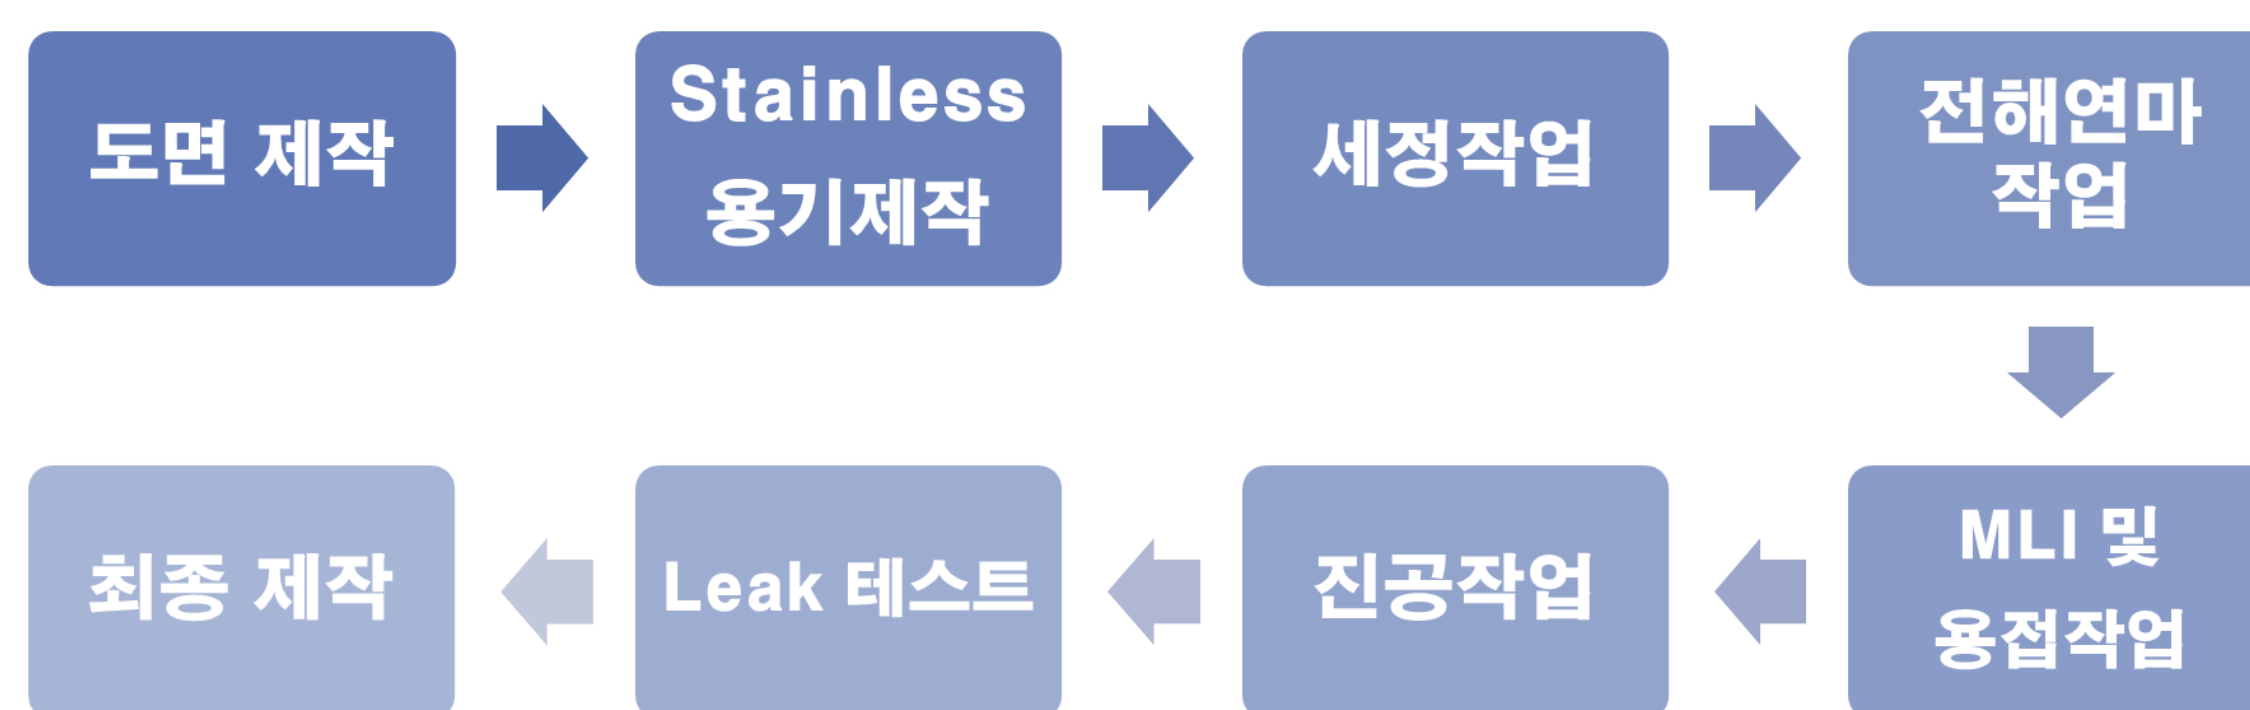 도면 제작
Stainless
용기제작
세정작업
전해연마
작업
MLI 및
용접작업
진공작업
Leak 테스트
최종 제작